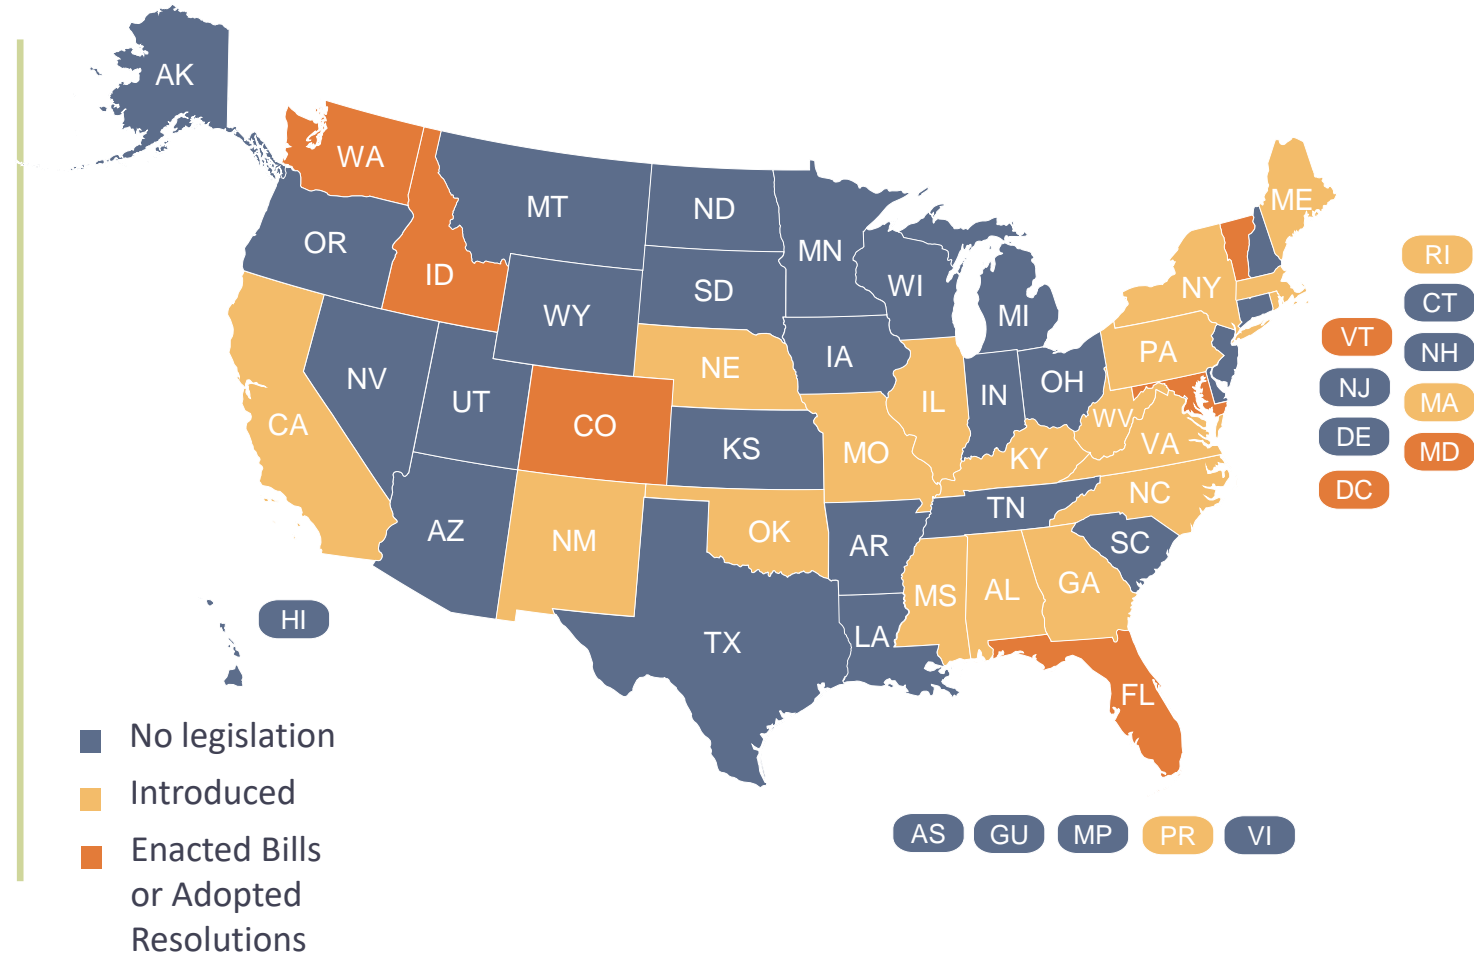 AK
WA
MT
ND
MN
ME
OR
ID
SD
WI
MI
NY
RI
WY
CT
VT
NH
NV
UT
NE
IA
IL
IN
OH
PA
NJ
MA
CA
CO
KS
MO
KY
WV
VA
DE
MD
DC
AZ
NM
OK
AR
TN
NC
SC
MS
AL
GA
HI
TX
LA
FL
No legislation
Introduced
Enacted Bills
or Adopted
Resolutions
AS
GU
MP
PR
VI